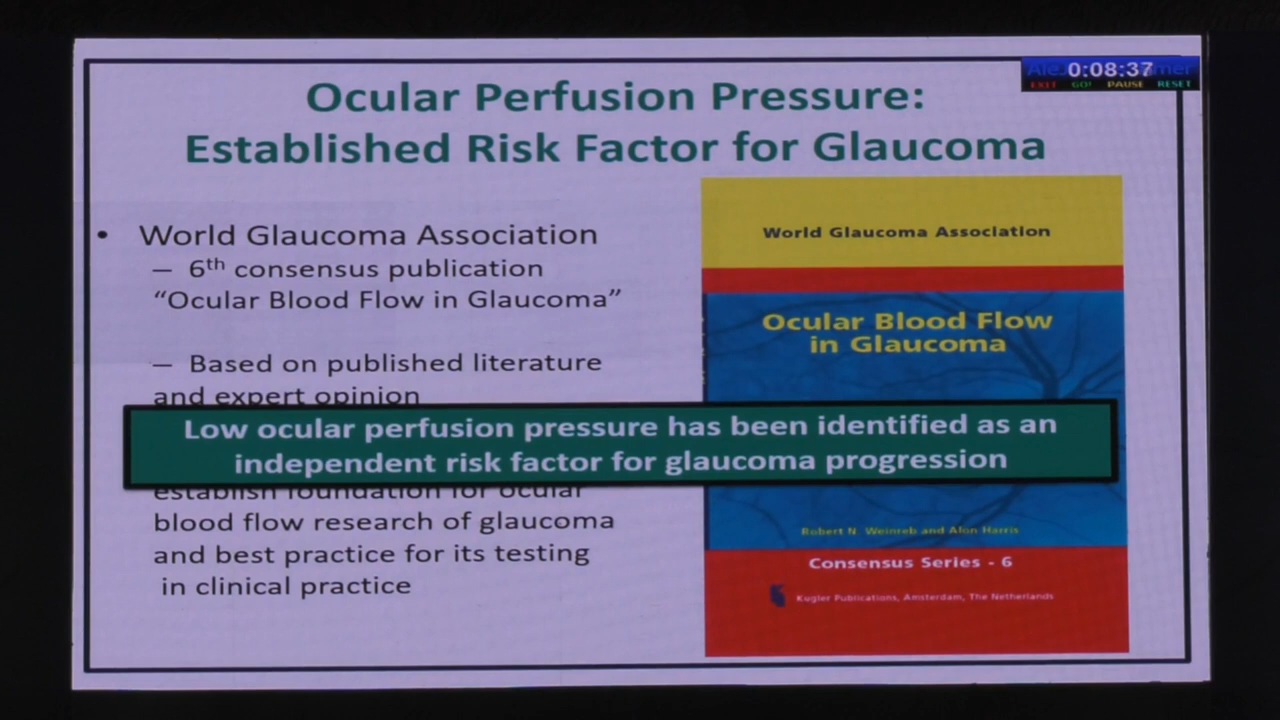 0:08:37
EXIT GO! PAUSE RESET
Ocular Perfusion Pressure:
Established Risk Factor for Glaucoma
• World Glaucoma Association
– 6th consensus publication
“Ocular Blood Flow in Glaucoma”
– Based on published literature
and expert opinion
Low ocular perfusion pressure has been identified as an
independent risk factor for glaucoma progression
establish foundation for ocular
blood flow research of glaucoma
and best practice for its testing
in clinical practice
World Glaucoma Association
Ocular Blood Flow
in Glaucoma
Robert N. Weinreb and Alon Harris
Consensus Series - 6
Kugler Publications, Amsterdam, The Netherlands